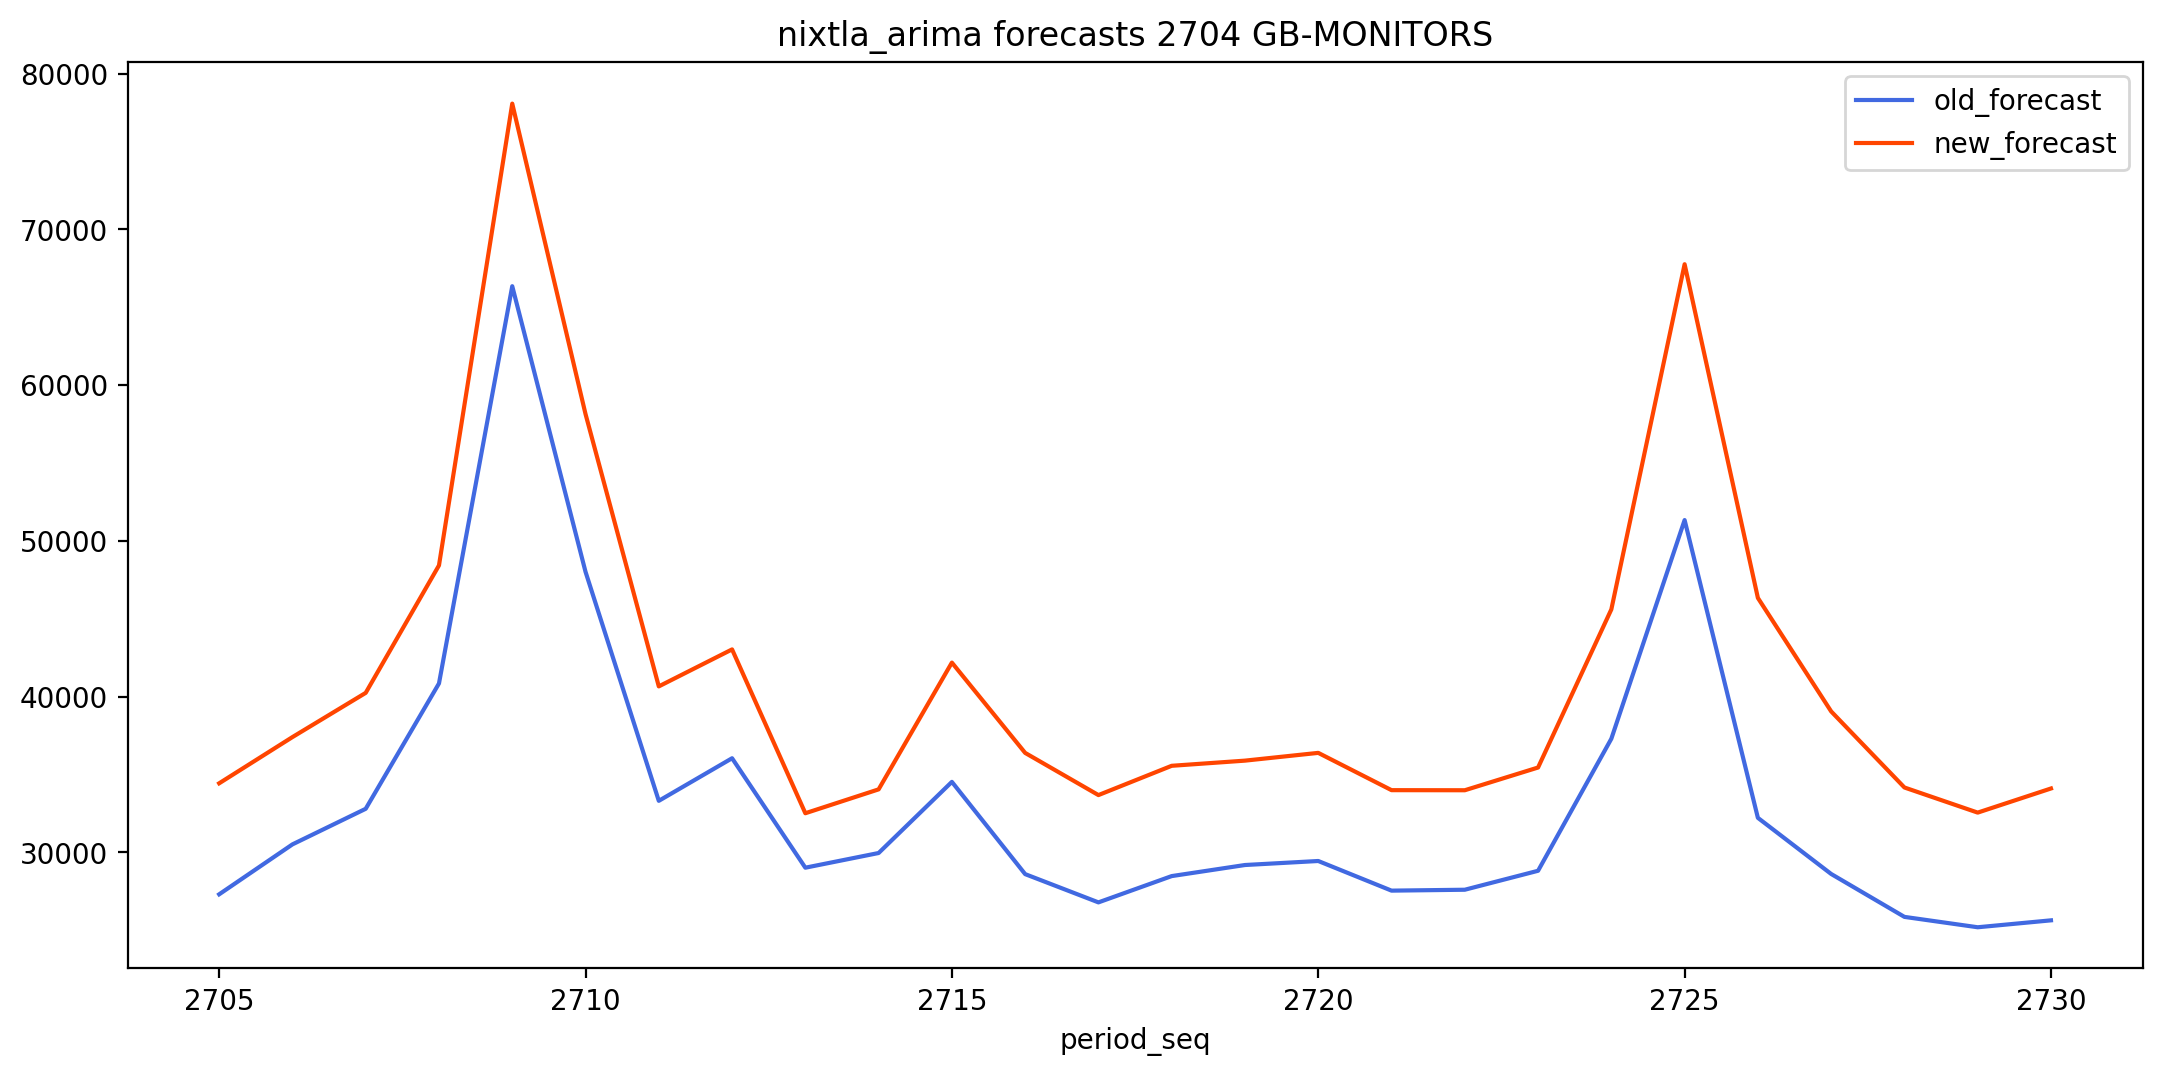 nixtla_arima forecasts 2704 GB-MONITORS
80000
70000
60000
50000
40000
30000
old_forecast
new_forecast
2705 2710 2715 2720 2725 2730
period_seq